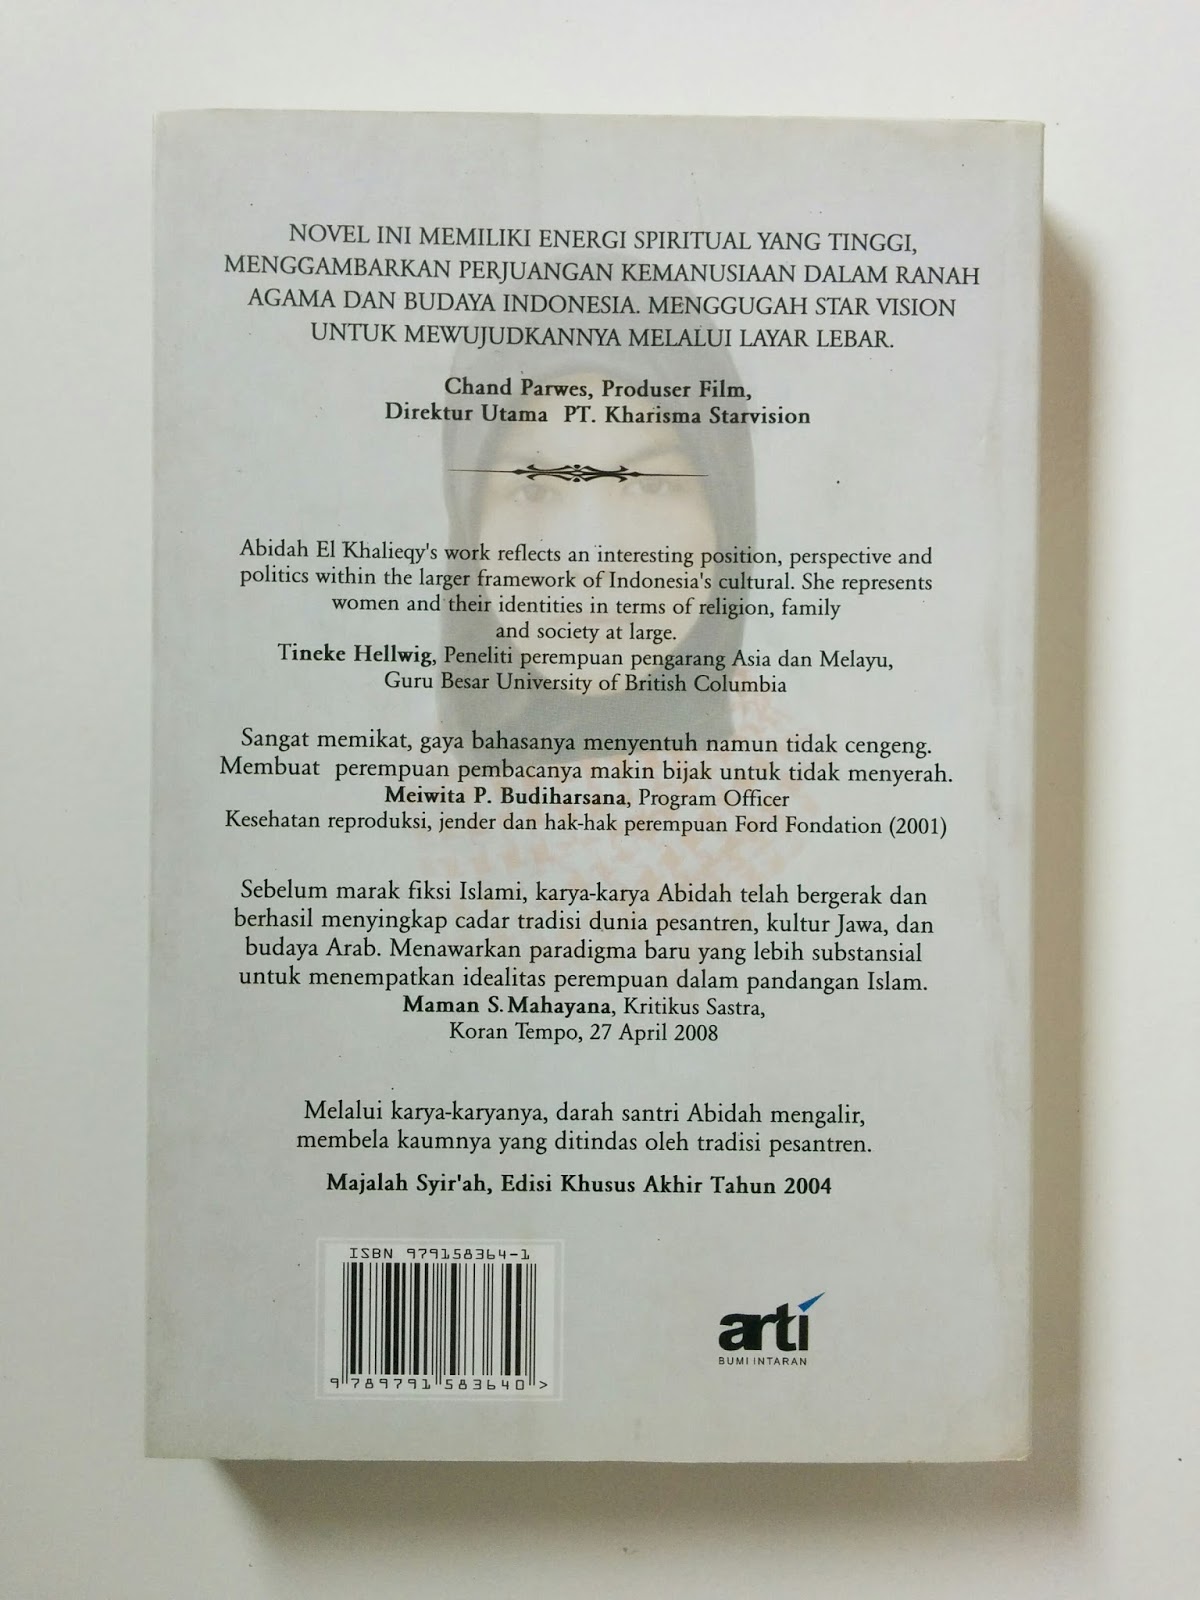 NOVEL INI MEMILIKI ENERGI SPIRITUAL YANG TINGGI,
MENGGAMBARKAN PERJUANGAN KEMANUSIAAN DALAM RANAH
AGAMA DAN BUDAYA INDONESIA. MENGGUGAH STAR VISION
UNTUK MEWUJUDKANNYA MELALUI LAYAR LEBAR.
Chand Parwes, Produser Film,
Direktur Utama PT. Kharisma Starvision
Abidah El Khalieqy's work reflects an interesting position, perspective and
politics within the larger framework of Indonesia's cultural. She represents
women and their identities in terms of religion, family
and society at large.
Tineke Hellwig, Peneliti perempuan pengarang Asia dan Melayu,
Guru Besar University of British Columbia
Sangat memikat, gaya bahasanya menyentuh namun tidak cengeng.
Membuat perempuan pembacanya makin bijak untuk tidak menyerah.
Meiwita P. Budiharsana, Program Officer
Kesehatan reproduksi, jender dan hak-hak perempuan Ford Fondation (2001)
Sebelum marak fiksi Islami, karya-karya Abidah telah bergerak dan
berhasil menyingkap cadar tradisi dunia pesantren, kultur Jawa, dan
budaya Arab. Menawarkan paradigma baru yang lebih substansial
untuk menempatkan idealitas perempuan dalam pandangan Islam.
Maman S. Mahayana, Kritikus Sastra,
Koran Tempo, 27 April 2008
Melalui karya-karyanya, darah santri Abidah mengalir,
membela kaumnya yang ditindas oleh tradisi pesantren.
Majalah Syir'ah, Edisi Khusus Akhir Tahun 2004
ISBN 979158364-1
9 789791 583640 >
arti
BUMI INTARAN